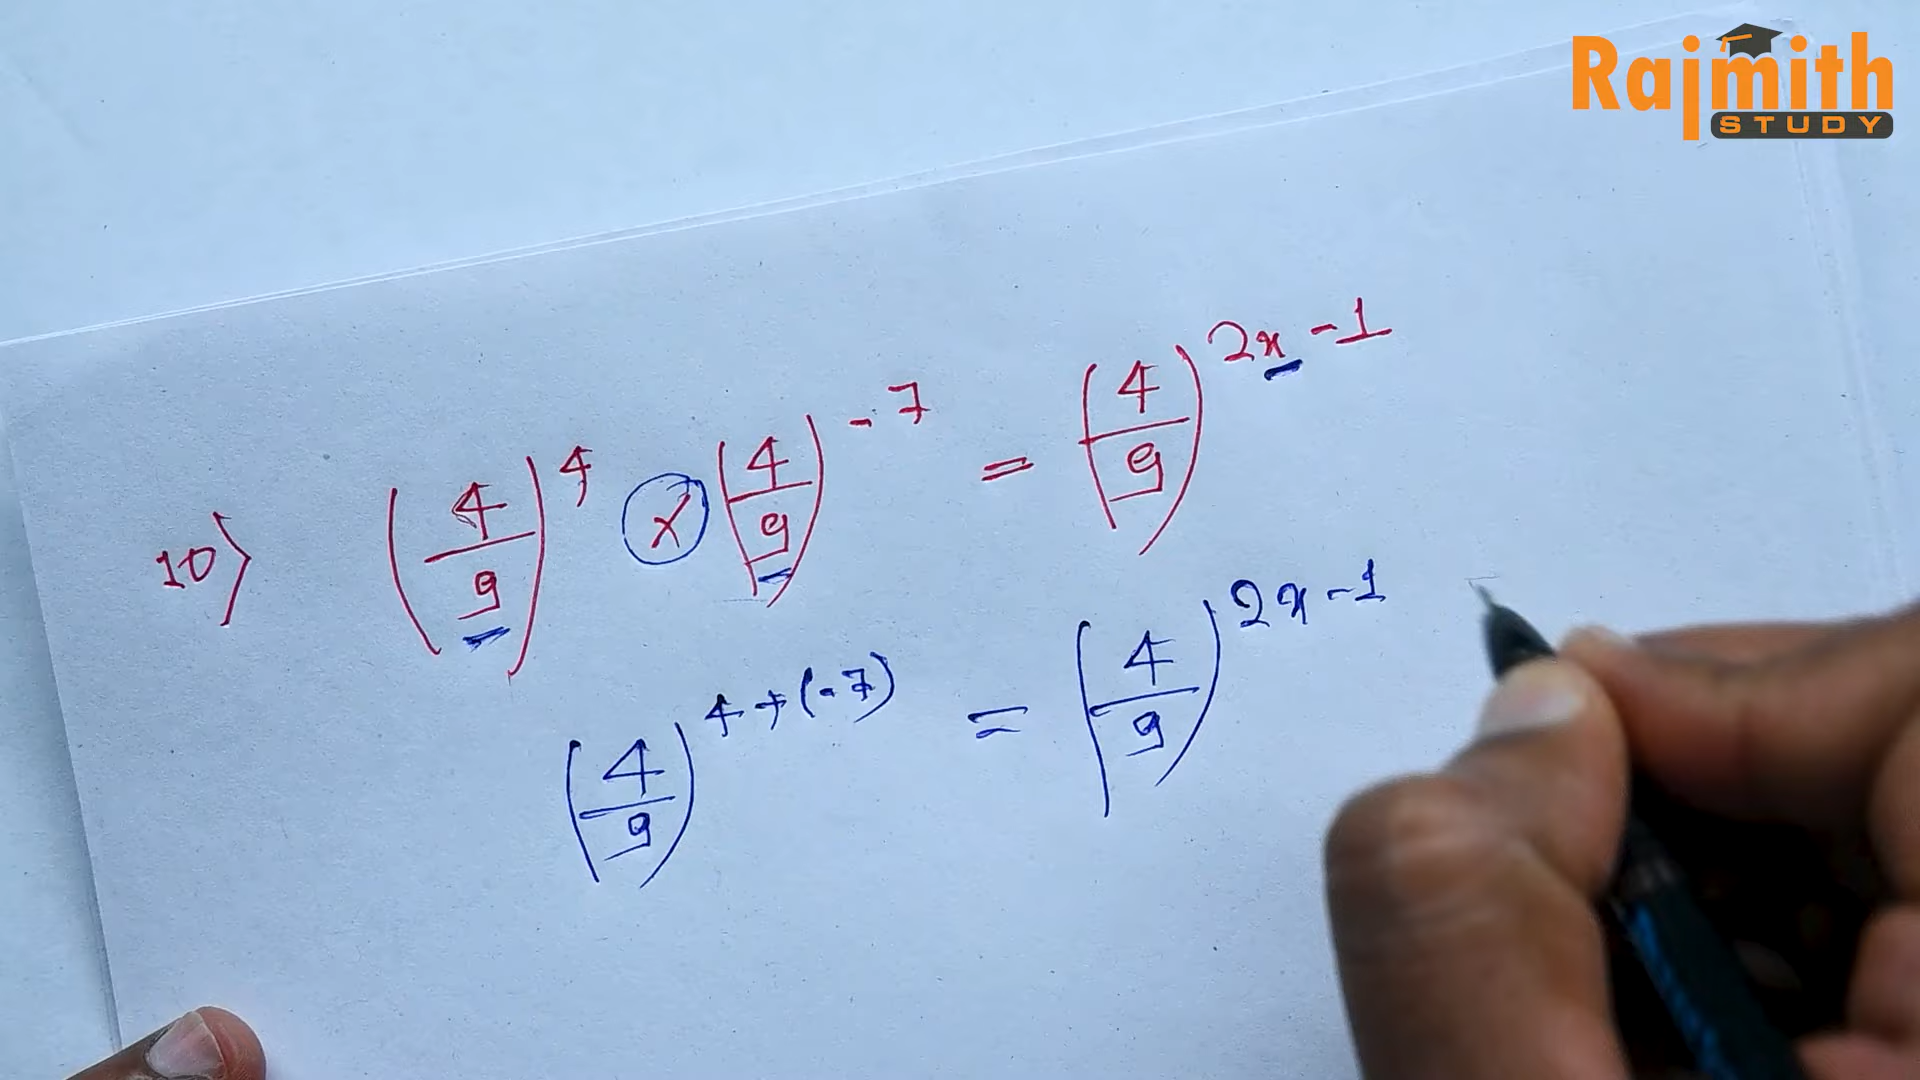 Rajmith
STUDY
10) (4/9)^4 × (4/9)^-7 = (4/9)^2x-1
(4/9)^4+(-7) = (4/9)^2x-1